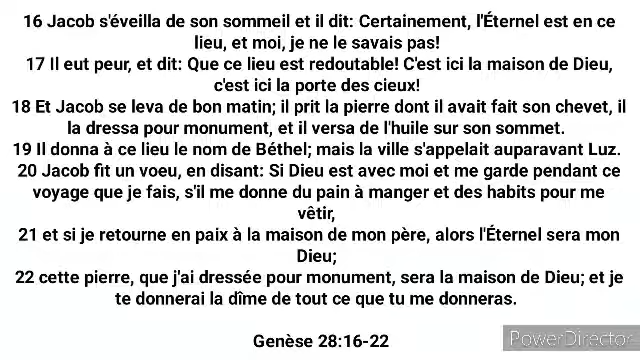 16 Jacob s'éveilla de son sommeil et il dit: Certainement, l'Éternel est en ce
lieu, et moi, je ne le savais pas!
17 Il eut peur, et dit: Que ce lieu est redoutable! C'est ici la maison de Dieu,
c'est ici la porte des cieux!
18 Et Jacob se leva de bon matin; il prit la pierre dont il avait fait son chevet, il
la dressa pour monument, et il versa de l'huile sur son sommet.
19 Il donna à ce lieu le nom de Béthel; mais la ville s'appelait auparavant Luz.
20 Jacob fit un voeu, en disant: Si Dieu est avec moi et me garde pendant ce
voyage que je fais, s'il me donne du pain à manger et des habits pour me
vêtir,
21 et si je retourne en paix à la maison de mon père, alors l'Éternel sera mon
Dieu;
22 cette pierre, que j'ai dressée pour monument, sera la maison de Dieu; et je
te donnerai la dîme de tout ce que tu me donneras.
Genèse 28:16-22
PowerDirector